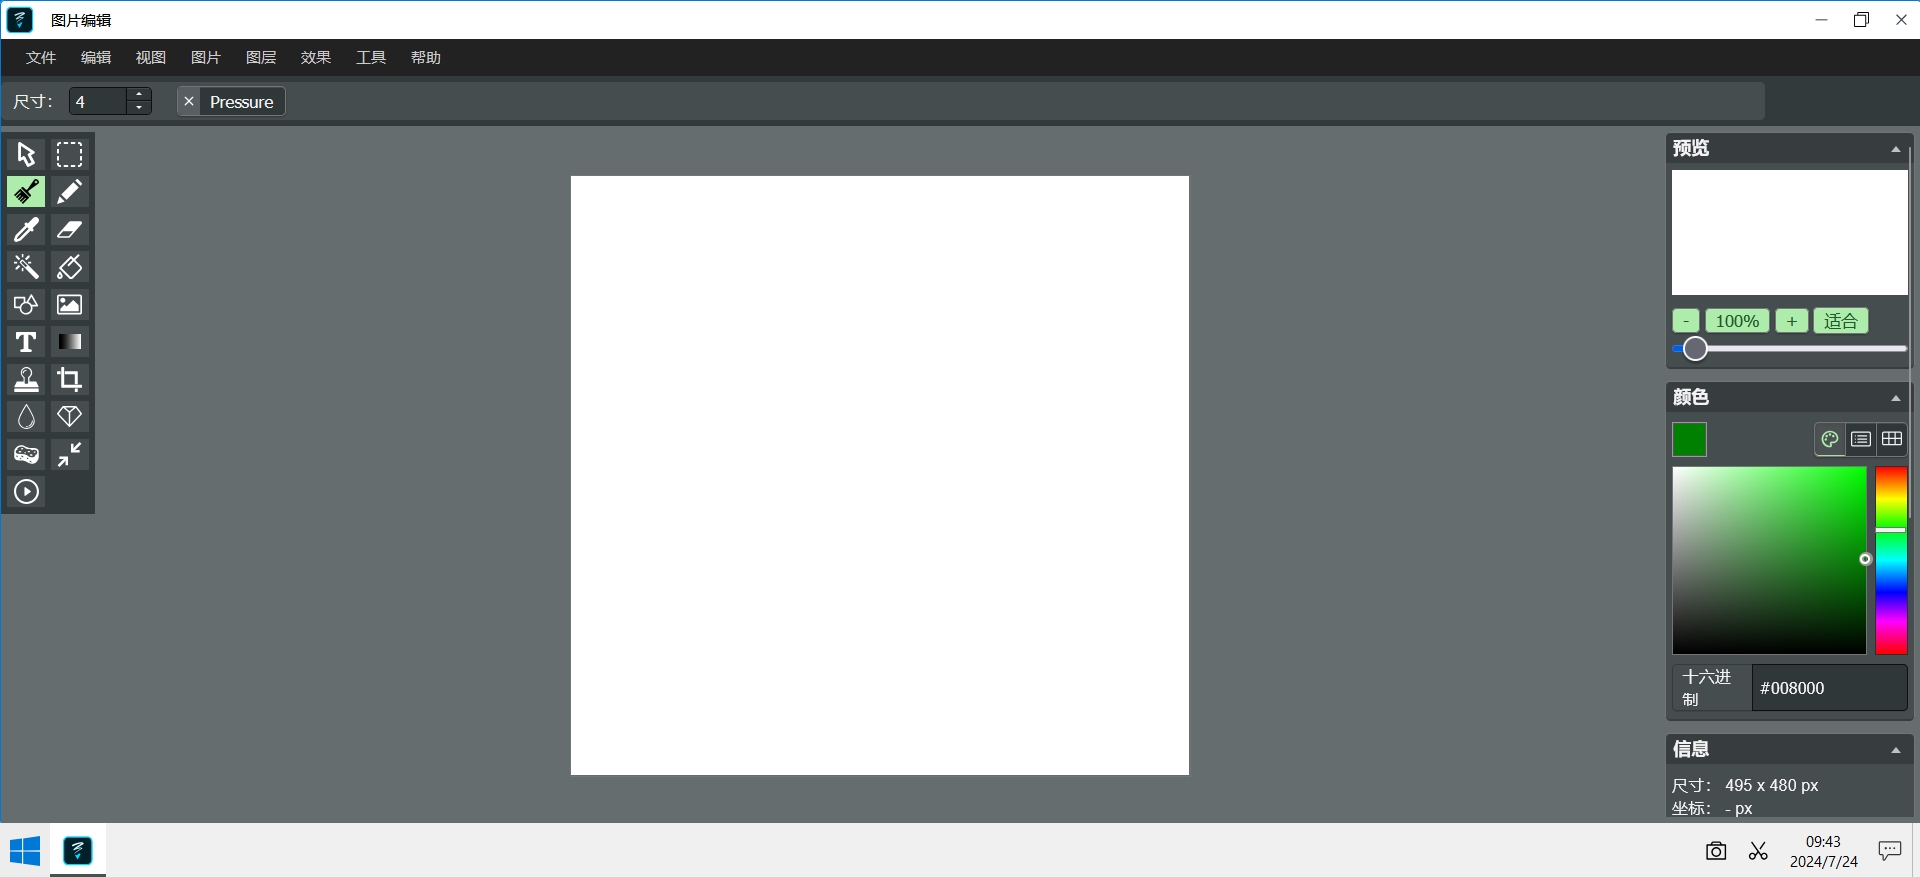 图片编辑
文件 编辑 视图 图片 图层 效果 工具 帮助
尺寸： 4 × Pressure
预览
- 100% + 适合
颜色
十六进制 #008000
信息
尺寸： 495 x 480 px
坐标： - px
09:43
2024/7/24